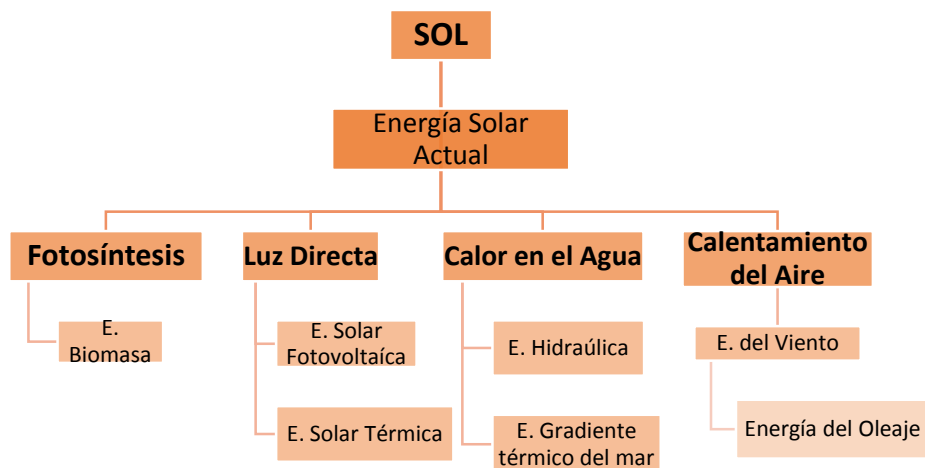 SOL
Energía Solar
Actual
Fotosíntesis
Luz Directa
Calor en el Agua
Calentamiento
del Aire
E.
Biomasa
E. Solar
Fotovoltaíca
E. Solar Térmica
E. Hidraúlica
E. Gradiente
térmico del mar
E. del Viento
Energía del Oleaje